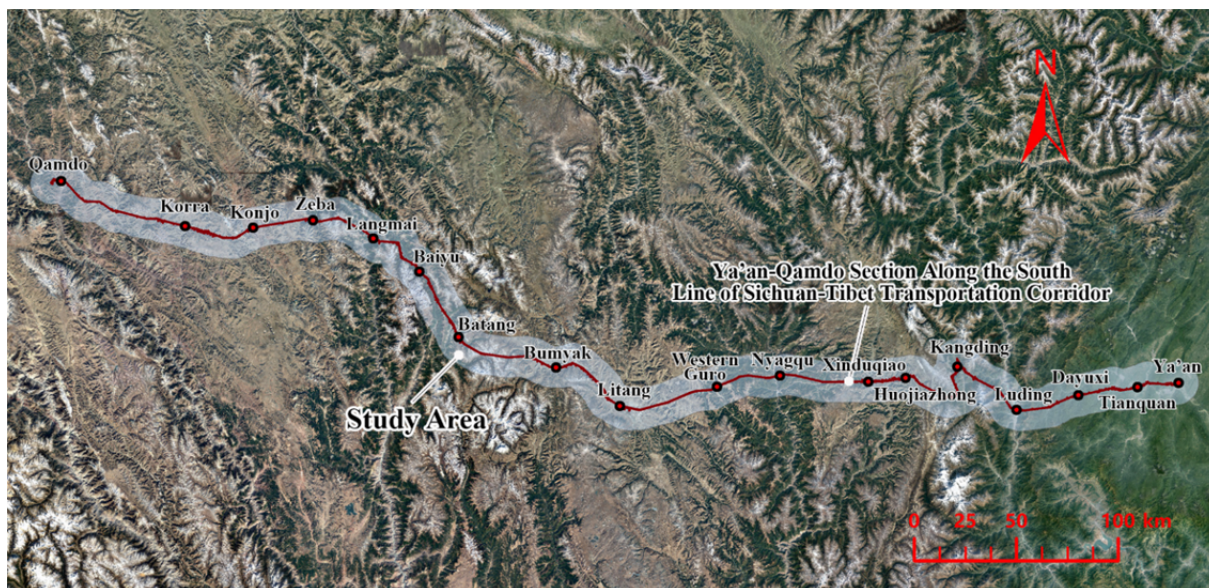 N
Qamdo
Korra
Konjo
Zeba
Langmai
Baiyu
Ya'an-Qamdo Section Along the South
Line of Sichuan-Tibet Transportation Corridor
Batang
Bumyak
Study Area
Litang
Western
Guro
Nyagqu
Xinduqiao
Huojiazhong
Kangding
Luding
Dayuxi
Tianquan
Ya'an
0 25 50 100 km